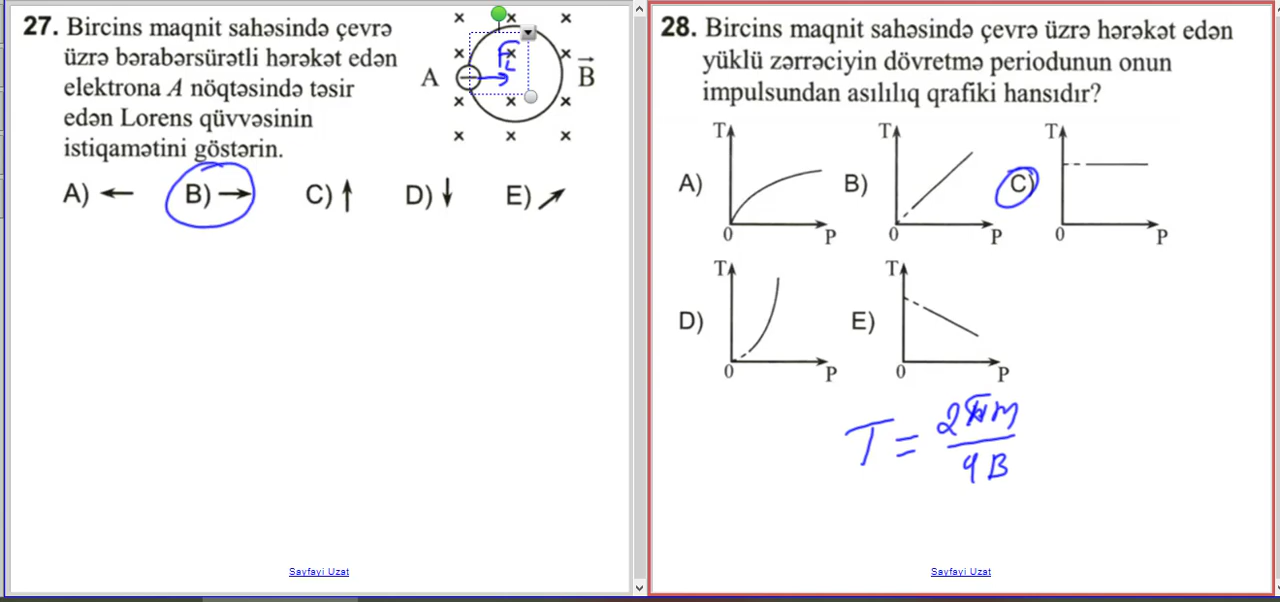 27. Bircins maqnit sahəsində çevrə
üzrə bərabərsürətli hərəkət edən
elektrona A nöqtəsində təsir
edən Lorens qüvvəsinin
istiqamətini göstərin.
x x x
x x x
A F_L B
x x x
x x x
A) ← B) → C) ↑ D) ↓ E) ↗
Sayfayi Uzat
28. Bircins maqnit sahəsində çevrə üzrə hərəkət edən
yüklü zərrəciyin dövretmə periodunun onun
impulsundan asılılıq qrafiki hansıdır?
T T T
A) B) C)
0 P 0 P 0 P
T T
D) E)
0 P 0 P
T = 2πm
qB
Sayfayi Uzat